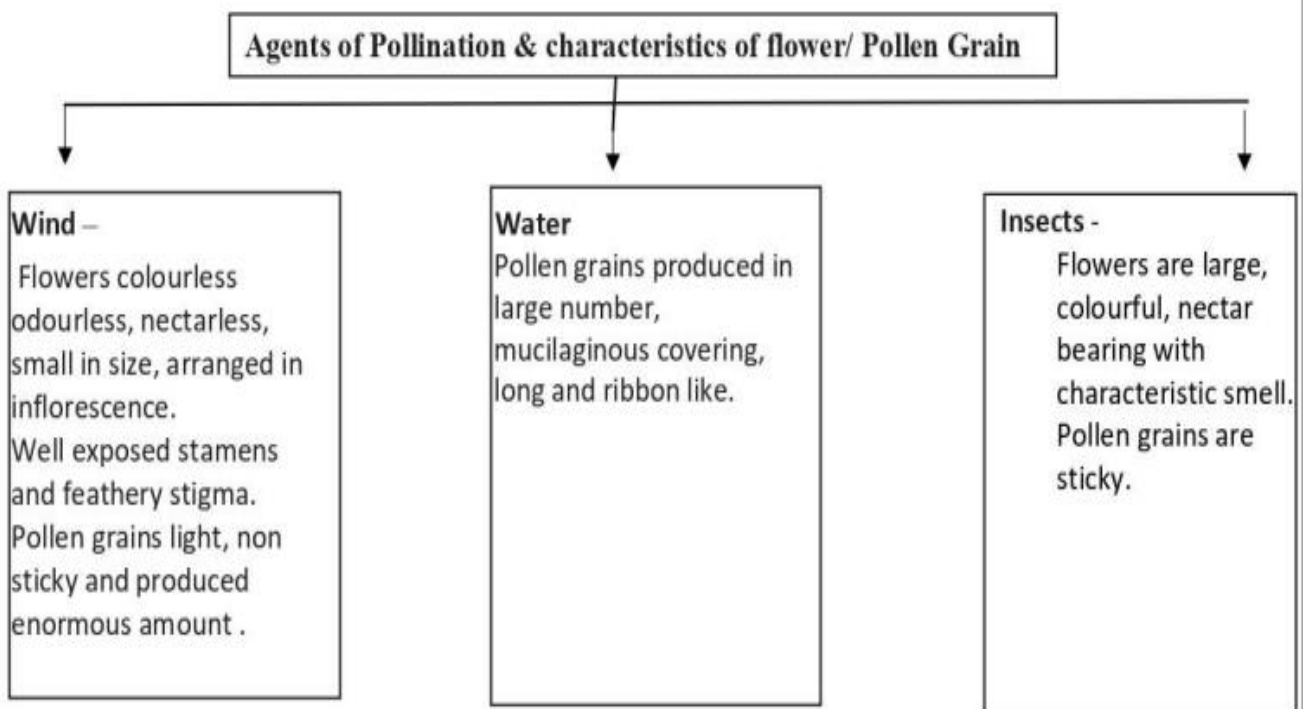 Agents of Pollination & characteristics of flower/ Pollen Grain
Wind –
Flowers colourless
odourless, nectarless,
small in size, arranged in
inflorescence.
Well exposed stamens
and feathery stigma.
Pollen grains light, non
sticky and produced
enormous amount .
Water
Pollen grains produced in
large number,
mucilaginous covering,
long and ribbon like.
Insects -
Flowers are large,
colourful, nectar
bearing with
characteristic smell.
Pollen grains are
sticky.